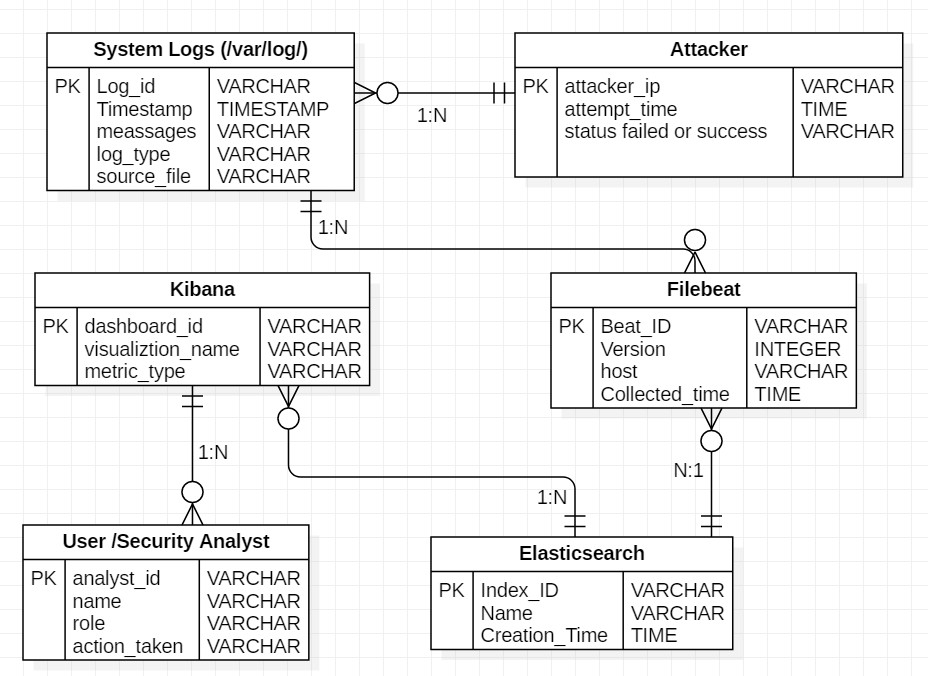 System Logs (/var/log/)
PK Log_id VARCHAR
Timestamp TIMESTAMP
meassages VARCHAR
log_type VARCHAR
source_file VARCHAR
1:N
Attacker
PK attacker_ip VARCHAR
attempt_time TIME
status failed or success VARCHAR
1:N
Kibana
PK dashboard_id VARCHAR
visualiztion_name VARCHAR
metric_type VARCHAR
Filebeat
PK Beat_ID VARCHAR
Version INTEGER
host VARCHAR
Collected_time TIME
1:N
1:N
N:1
User /Security Analyst
PK analyst_id VARCHAR
name VARCHAR
role VARCHAR
action_taken VARCHAR
Elasticsearch
PK Index_ID VARCHAR
Name VARCHAR
Creation_Time TIME